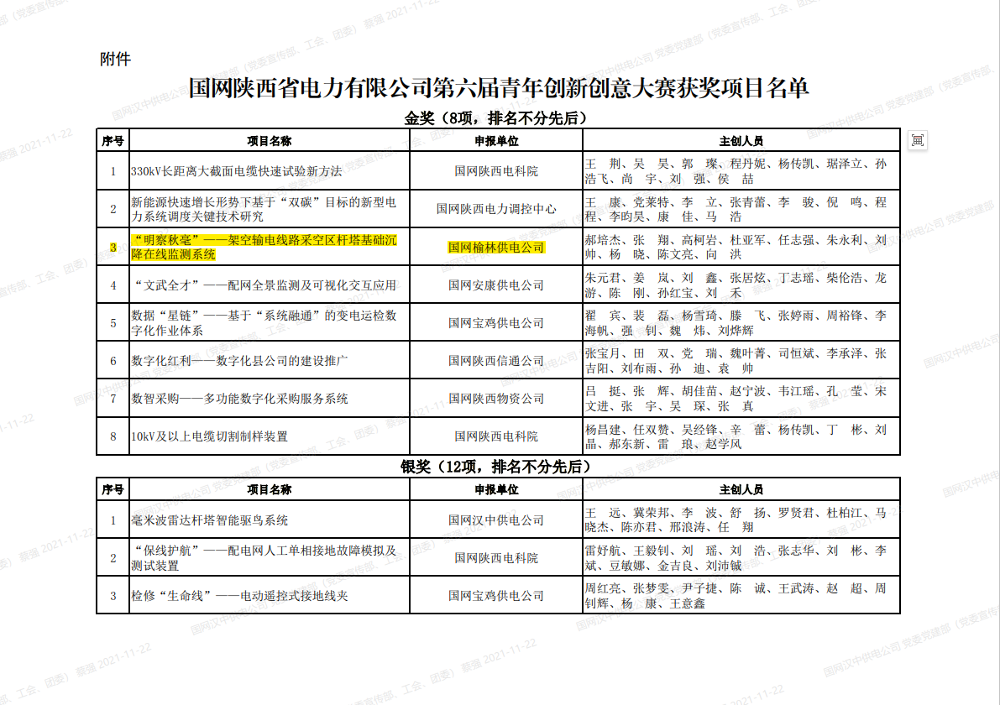 附件
国网陕西省电力有限公司第六届青年创新创意大赛获奖项目名单
金奖（8项，排名不分先后）
序号 项目名称 申报单位 主创人员
1 330kV长距离大截面电缆快速试验新方法 国网陕西电科院 王　荆、吴　昊、郭　璨、程丹妮、杨传凯、琚泽立、孙
浩飞、尚　宇、刘　强、侯　喆
2 新能源快速增长形势下基于“双碳”目标的新型电
力系统调度关键技术研究 国网陕西电力调控中心 王　康、党莱特、李　立、张青蕾、李　骏、倪　鸣、程
程、李昀昊、康　佳、马　浩
3 “明察秋毫”——架空输电线路采空区杆塔基础沉
降在线监测系统 国网榆林供电公司 郝培杰、张　翔、高柯岩、杜亚军、任志强、朱永利、刘
帅、杨　晓、陈文亮、向　洪
4 “文武全才”——配网全景监测及可视化交互应用 国网安康供电公司 朱元君、姜　岚、刘　鑫、张居炫、丁志瑶、柴伦浩、龙
游、陈　刚、孙红宝、刘　禾
5 数据“星链”——基于“系统融通”的变电运检数
字化作业体系 国网宝鸡供电公司 翟　宾、裴　磊、杨雪琦、滕　飞、张婷雨、周裕锋、李
海帆、强　钊、魏　炜、刘烨辉
6 数字化红利——数字化县公司的建设推广 国网陕西信通公司 张宝月、田　双、党　瑞、魏叶菁、司恒斌、李承泽、张
吉阳、刘布雨、孙　迪、袁　帅
7 数智采购——多功能数字化采购服务系统 国网陕西物资公司 吕　挺、张　辉、胡佳苗、赵宁波、韦江瑶、孔　莹、宋
文进、张　宇、吴　琛、张　真
8 10kV及以上电缆切割制样装置 国网陕西电科院 杨昌建、任双赞、吴经锋、辛　蕾、杨传凯、丁　彬、刘
晶、郝东新、雷　琅、赵学风
银奖（12项，排名不分先后）
序号 项目名称 申报单位 主创人员
1 毫米波雷达杆塔智能驱鸟系统 国网汉中供电公司 王　远、冀荣邦、李　波、舒　扬、罗贤君、杜柏江、马
晓杰、陈亦君、邢浪涛、任　翔
2 “保线护航”——配电网人工单相接地故障模拟及
测试装置 国网陕西电科院 雷妤航、王毅钊、刘　瑶、刘　浩、张志华、刘　彬、李
斌、豆敏娜、金吉良、刘沛铖
3 检修“生命线”——电动遥控式接地线夹 国网宝鸡供电公司 周红亮、张梦雯、尹子捷、陈　诚、王武涛、赵　超、周
钊辉、杨　康、王意鑫
国网汉中供电公司 党委党建部（党委宣传部、工会、团委） 蔡强 2021-11-22